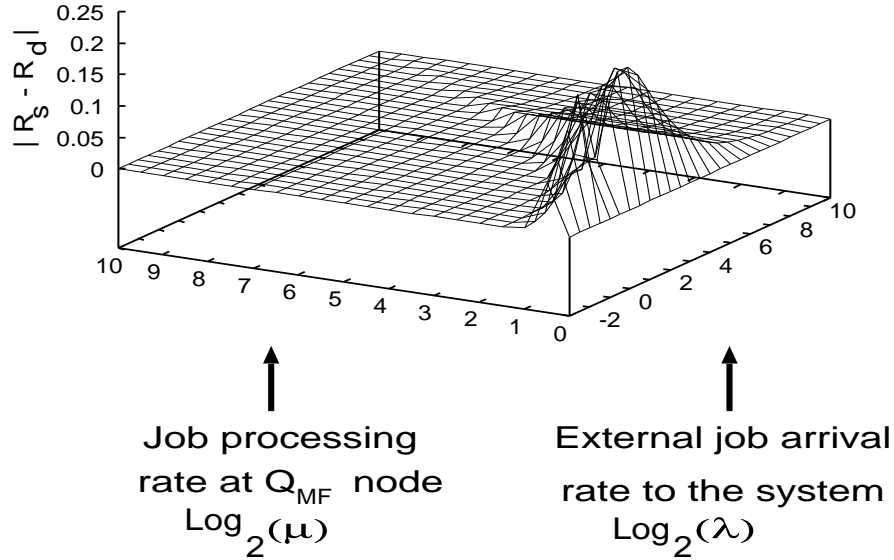 0.25
0.2
0.15
0.1
0.05
0
| R_s - R_d |
10 9 8 7 6 5 4 3 2 1 0
-2 0 2 4 6 8 10
Job processing
rate at Q_MF node
Log_2(μ)
External job arrival
rate to the system
Log_2(λ)